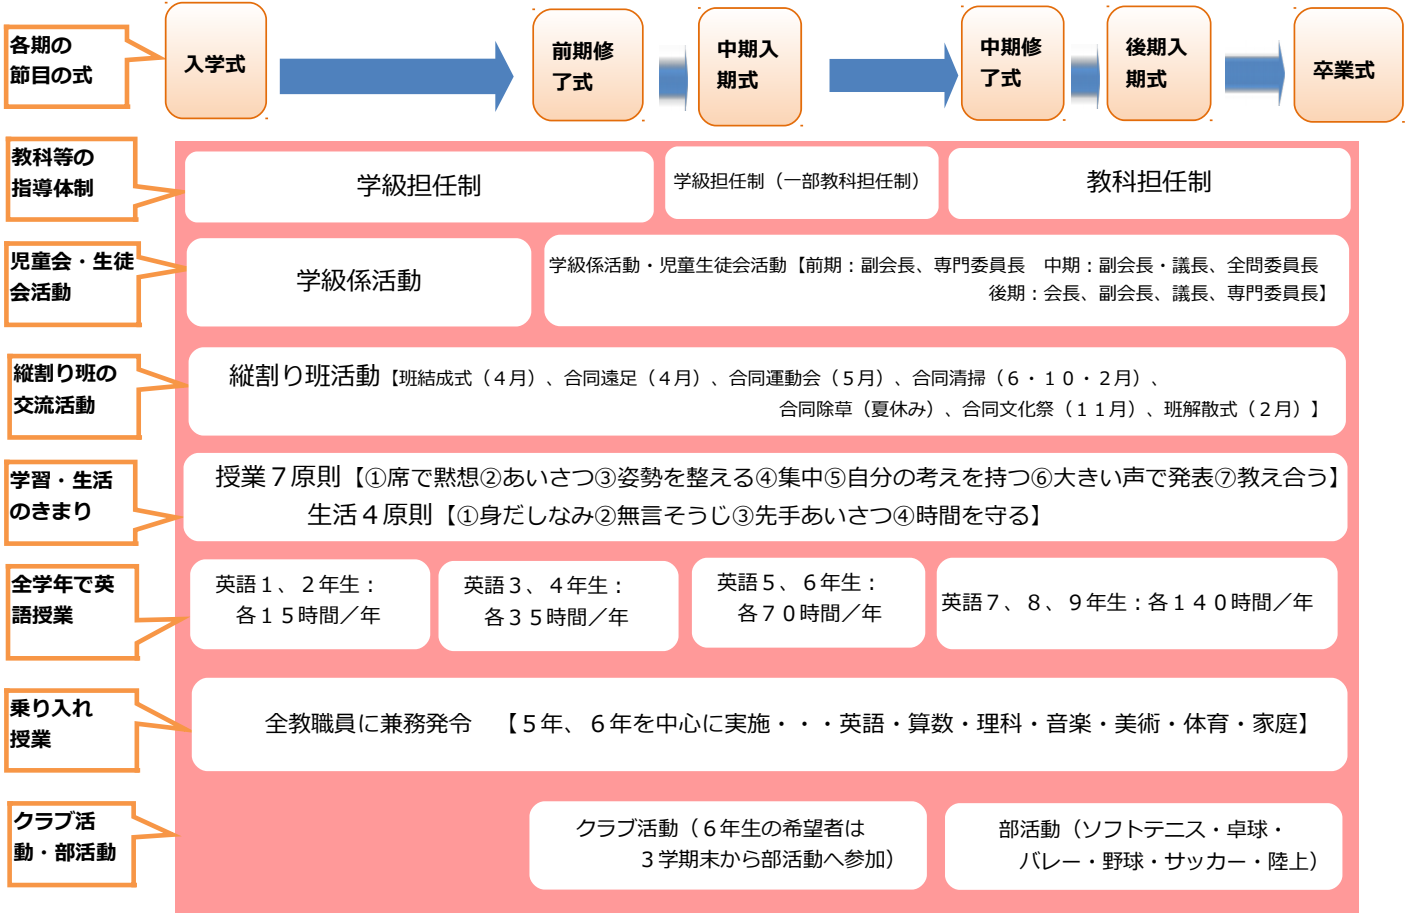 各期の
節目の式
入学式
前期修
了式
中期入
期式
中期修
了式
後期入
期式
卒業式
教科等の
指導体制
学級担任制
学級担任制（一部教科担任制）
教科担任制
児童会・生徒
会活動
学級係活動
学級係活動・児童生徒会活動【前期：副会長、専門委員長　中期：副会長・議長、全問委員長
後期：会長、副会長、議長、専門委員長】
縦割り班の
交流活動
縦割り班活動【班結成式（４月）、合同遠足（４月）、合同運動会（５月）、合同清掃（６・１０・２月）、
合同除草（夏休み）、合同文化祭（１１月）、班解散式（２月）】
学習・生活
のきまり
授業７原則【①席で黙想②あいさつ③姿勢を整える④集中⑤自分の考えを持つ⑥大きい声で発表⑦教え合う】
生活４原則【①身だしなみ②無言そうじ③先手あいさつ④時間を守る】
全学年で英
語授業
英語１、２年生：
各１５時間／年
英語３、４年生：
各３５時間／年
英語５、６年生：
各７０時間／年
英語７、８、９年生：各１４０時間／年
乗り入れ
授業
全教職員に兼務発令　【５年、６年を中心に実施・・・英語・算数・理科・音楽・美術・体育・家庭】
クラブ活
動・部活動
クラブ活動（６年生の希望者は
３学期末から部活動へ参加）
部活動（ソフトテニス・卓球・
バレー・野球・サッカー・陸上）